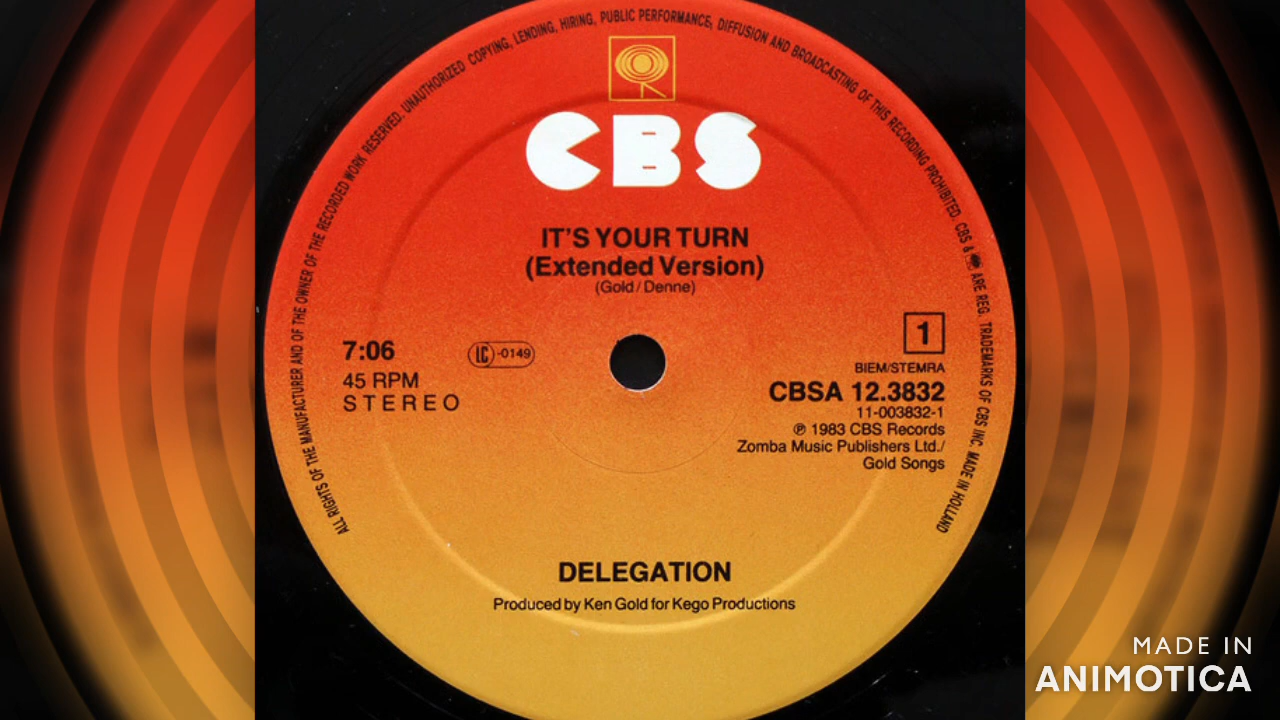 ALL RIGHTS OF THE MANUFACTURER AND OF THE OWNER OF THE RECORDED WORK RESERVED. UNAUTHORIZED COPYING, LENDING, HIRING, PUBLIC PERFORMANCE, DIFFUSION AND BROADCASTING OF THIS RECORDING PROHIBITED. CBS & ARE REG. TRADEMARKS OF CBS INC. MADE IN HOLLAND
CBS
IT'S YOUR TURN
(Extended Version)
(Gold / Denne)
7:06
LC -0149
45 RPM
STEREO
1
BIEM/STEMRA
CBSA 12.3832
11-003832-1
℗ 1983 CBS Records
Zomba Music Publishers Ltd./
Gold Songs
DELEGATION
Produced by Ken Gold for Kego Productions
MADE IN
ANIMOTICA